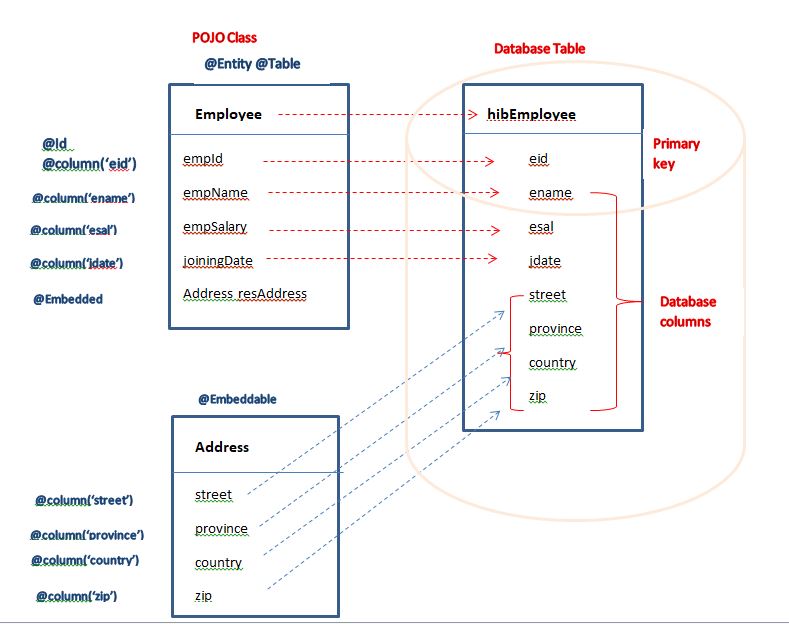 POJO Class
@Entity @Table
Database Table
Employee
hibEmployee
@Id
@column('eid')
empId
eid
Primary
key
@column('ename')
empName
ename
@column('esal')
empSalary
esal
@column('jdate')
joiningDate
jdate
@Embedded
Address resAddress
street
Database
columns
province
country
zip
@Embeddable
Address
@column('street')
street
@column('province')
province
@column('country')
country
@column('zip')
zip